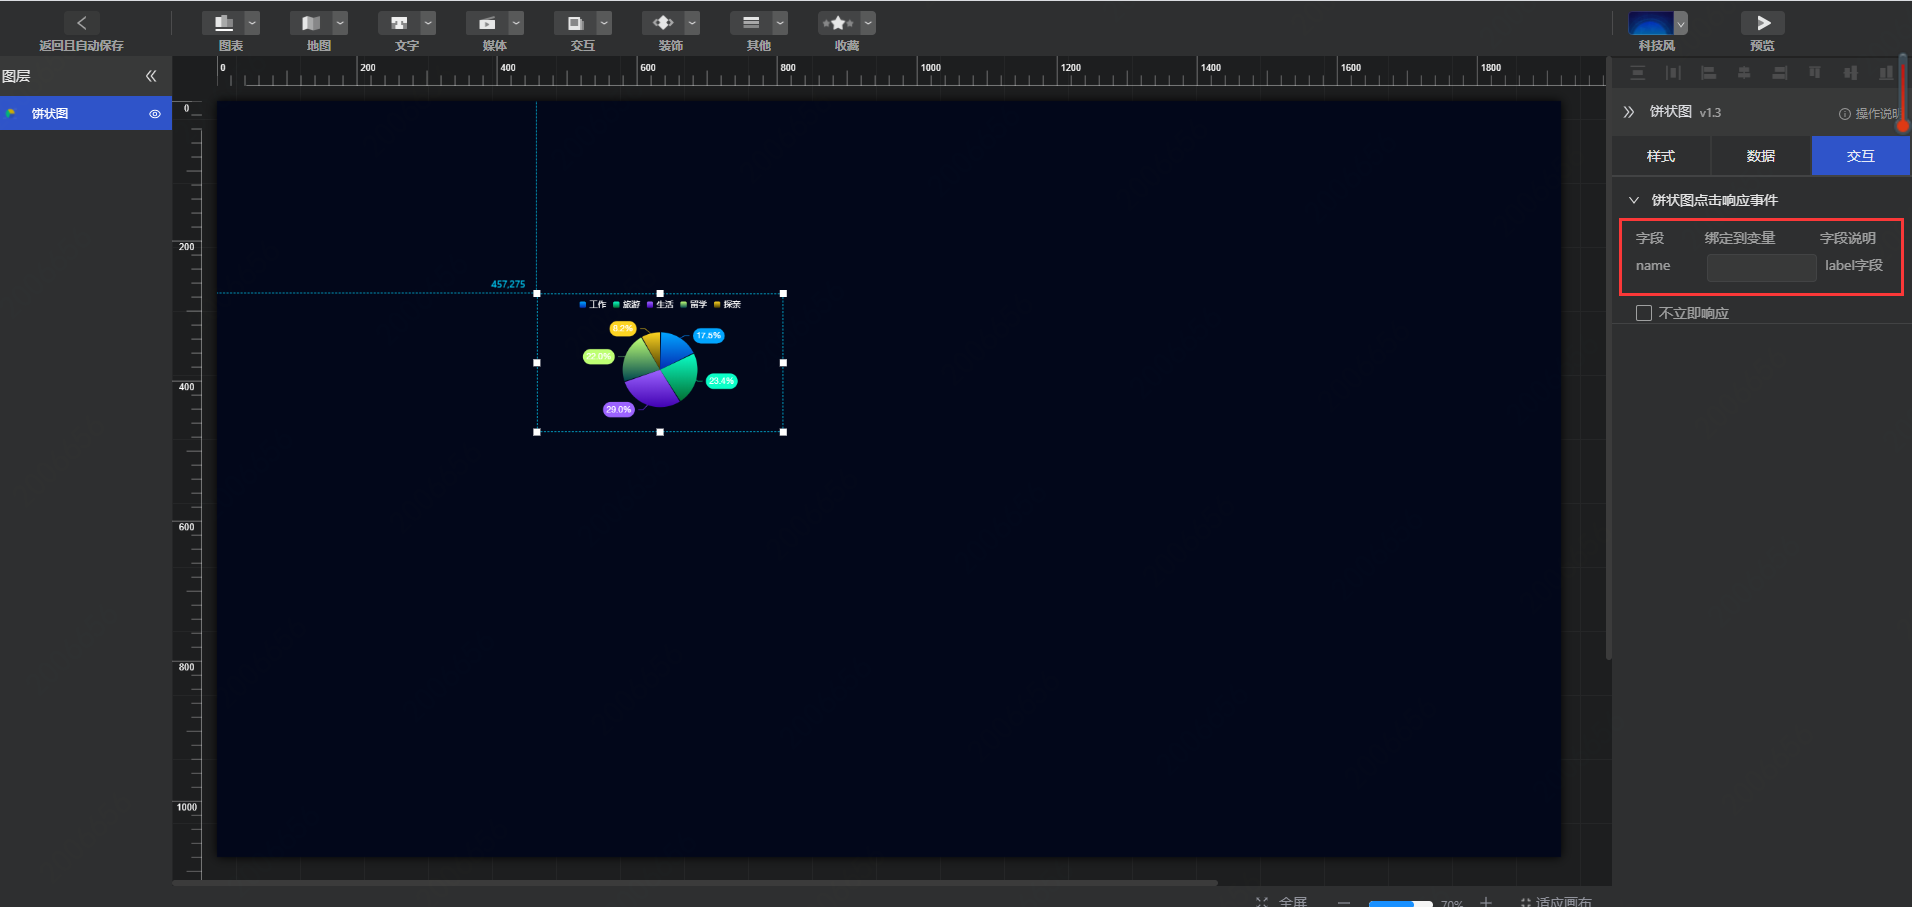 返回且自动保存
图表
地图
文字
媒体
交互
装饰
其他
收藏
科技风
预览
图层
饼状图
0
200
400
600
800
1000
1200
1400
1600
1800
0
200
400
600
800
1000
457,275
工作 旅游 生活 留学 探亲
8.2%
17.5%
22.0%
23.4%
29.0%
饼状图 v1.3
操作说明
样式
数据
交互
饼状图点击响应事件
字段 绑定到变量 字段说明
name label字段
不立即响应
全屏
70%
适应画布